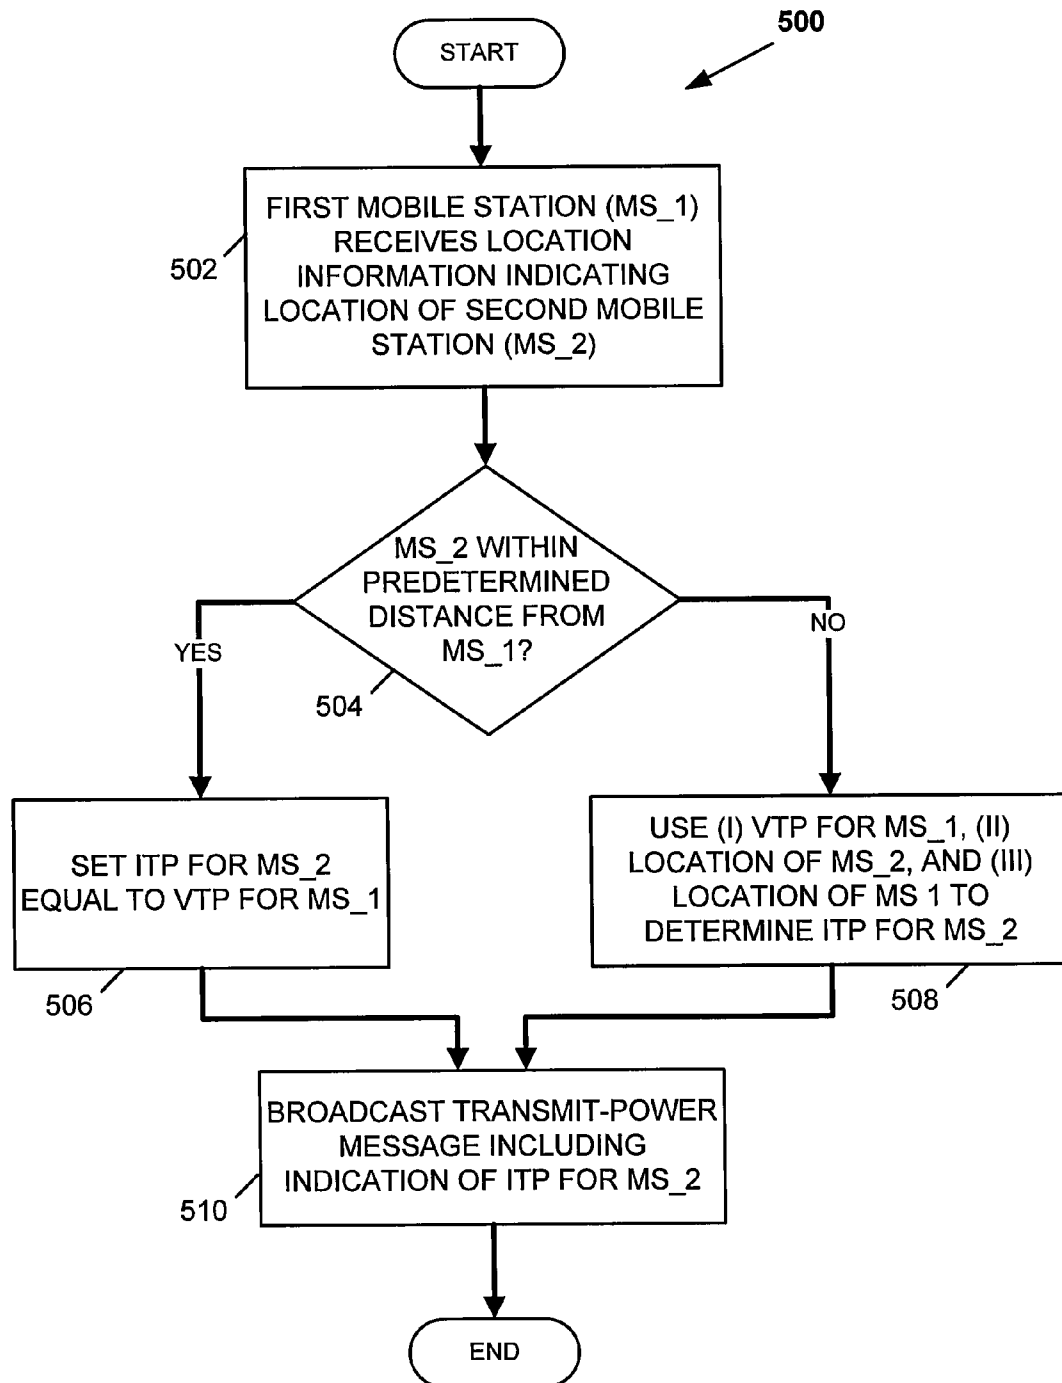 500
START
FIRST MOBILE STATION (MS_1)
RECEIVES LOCATION
INFORMATION INDICATING
LOCATION OF SECOND MOBILE
STATION (MS_2)
502
MS_2 WITHIN
PREDETERMINED
DISTANCE FROM
MS_1?
504
YES
NO
SET ITP FOR MS_2
EQUAL TO VTP FOR MS_1
506
USE (I) VTP FOR MS_1, (II)
LOCATION OF MS_2, AND (III)
LOCATION OF MS 1 TO
DETERMINE ITP FOR MS_2
508
BROADCAST TRANSMIT-POWER
MESSAGE INCLUDING
INDICATION OF ITP FOR MS_2
510
END